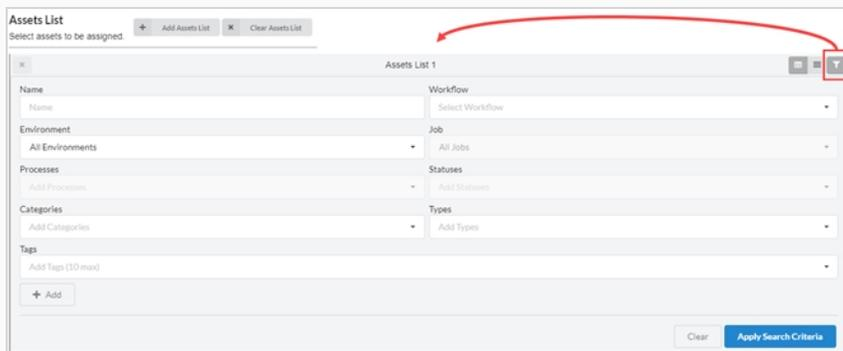 Assets List
Select assets to be assigned.
+ Add Assets List × Clear Assets List
× Assets List 1
Name Workflow
Name Select Workflow
Environment Job
All Environments All Jobs
Processes Statuses
Add Processes Add Statuses
Categories Types
Add Categories Add Types
Tags
Add Tags (10 max)
+ Add
Clear Apply Search Criteria